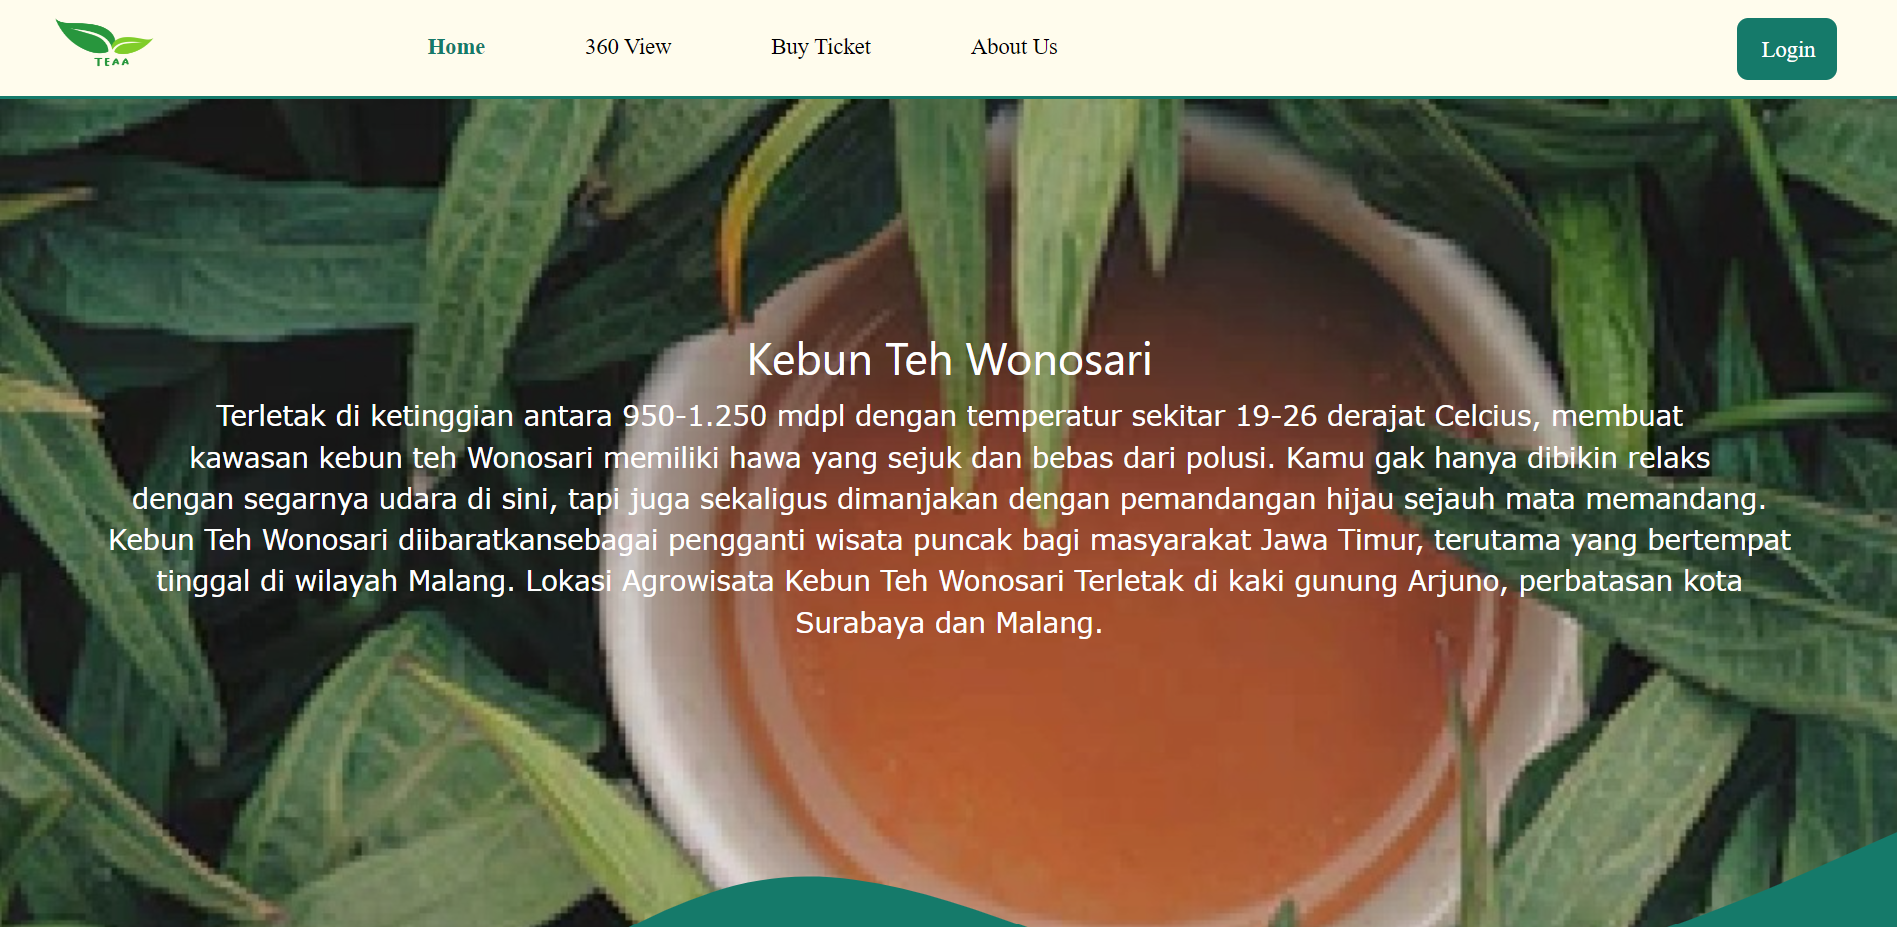 TEAA
Home
360 View
Buy Ticket
About Us
Login
Kebun Teh Wonosari
Terletak di ketinggian antara 950-1.250 mdpl dengan temperatur sekitar 19-26 derajat Celcius, membuat
kawasan kebun teh Wonosari memiliki hawa yang sejuk dan bebas dari polusi. Kamu gak hanya dibikin relaks
dengan segarnya udara di sini, tapi juga sekaligus dimanjakan dengan pemandangan hijau sejauh mata memandang.
Kebun Teh Wonosari diibaratkansebagai pengganti wisata puncak bagi masyarakat Jawa Timur, terutama yang bertempat
tinggal di wilayah Malang. Lokasi Agrowisata Kebun Teh Wonosari Terletak di kaki gunung Arjuno, perbatasan kota
Surabaya dan Malang.